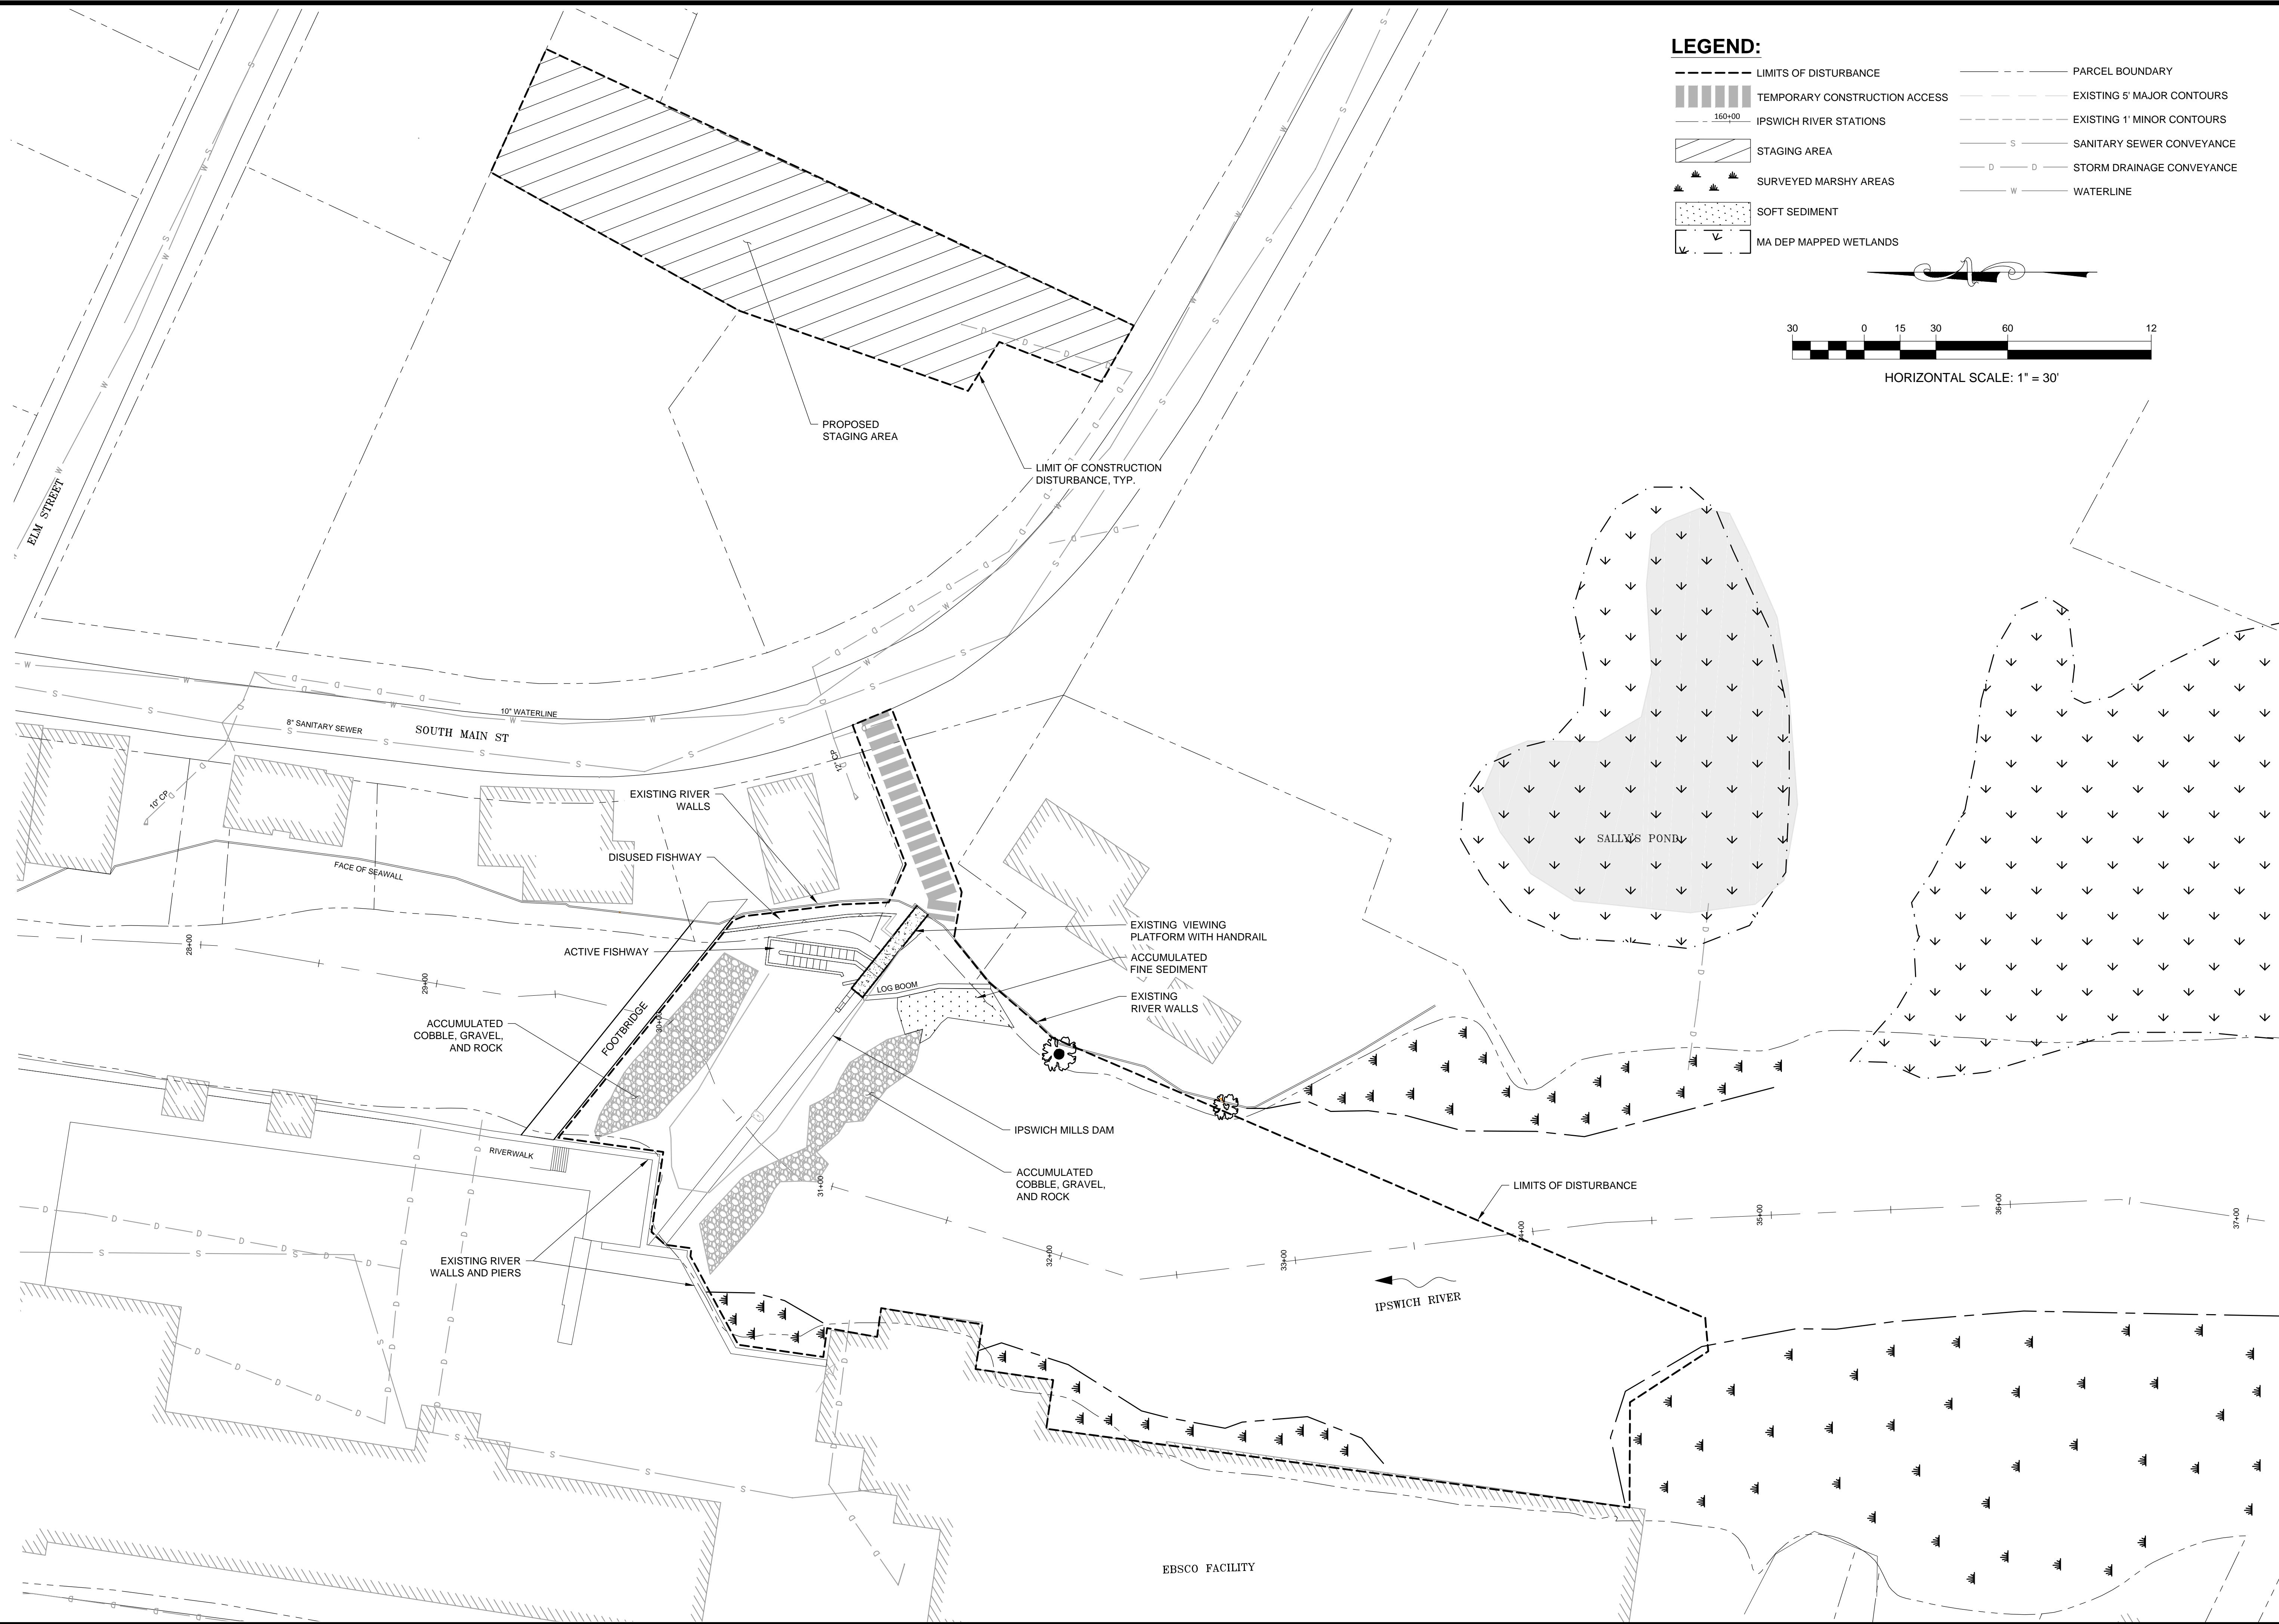 LEGEND:
LIMITS OF DISTURBANCE
TEMPORARY CONSTRUCTION ACCESS
160+00
IPSWICH RIVER STATIONS
STAGING AREA
SURVEYED MARSHY AREAS
SOFT SEDIMENT
MA DEP MAPPED WETLANDS
PARCEL BOUNDARY
EXISTING 5' MAJOR CONTOURS
EXISTING 1' MINOR CONTOURS
S SANITARY SEWER CONVEYANCE
D D STORM DRAINAGE CONVEYANCE
W WATERLINE
N
30 0 15 30 60 12
HORIZONTAL SCALE: 1" = 30'
PROPOSED
STAGING AREA
LIMIT OF CONSTRUCTION
DISTURBANCE, TYP.
ELM STREET
10" WATERLINE
8" SANITARY SEWER
SOUTH MAIN ST
12" CP
10" CP
EXISTING RIVER
WALLS
DISUSED FISHWAY
FACE OF SEAWALL
SALLY'S POND
EXISTING VIEWING
PLATFORM WITH HANDRAIL
ACTIVE FISHWAY
ACCUMULATED
FINE SEDIMENT
LOG BOOM
EXISTING
RIVER WALLS
28+00
29+00
30+00
FOOTBRIDGE
ACCUMULATED
COBBLE, GRAVEL,
AND ROCK
IPSWICH MILLS DAM
RIVERWALK
ACCUMULATED
COBBLE, GRAVEL,
AND ROCK
LIMITS OF DISTURBANCE
31+00
32+00
33+00
34+00
35+00
36+00
37+00
EXISTING RIVER
WALLS AND PIERS
IPSWICH RIVER
EBSCO FACILITY